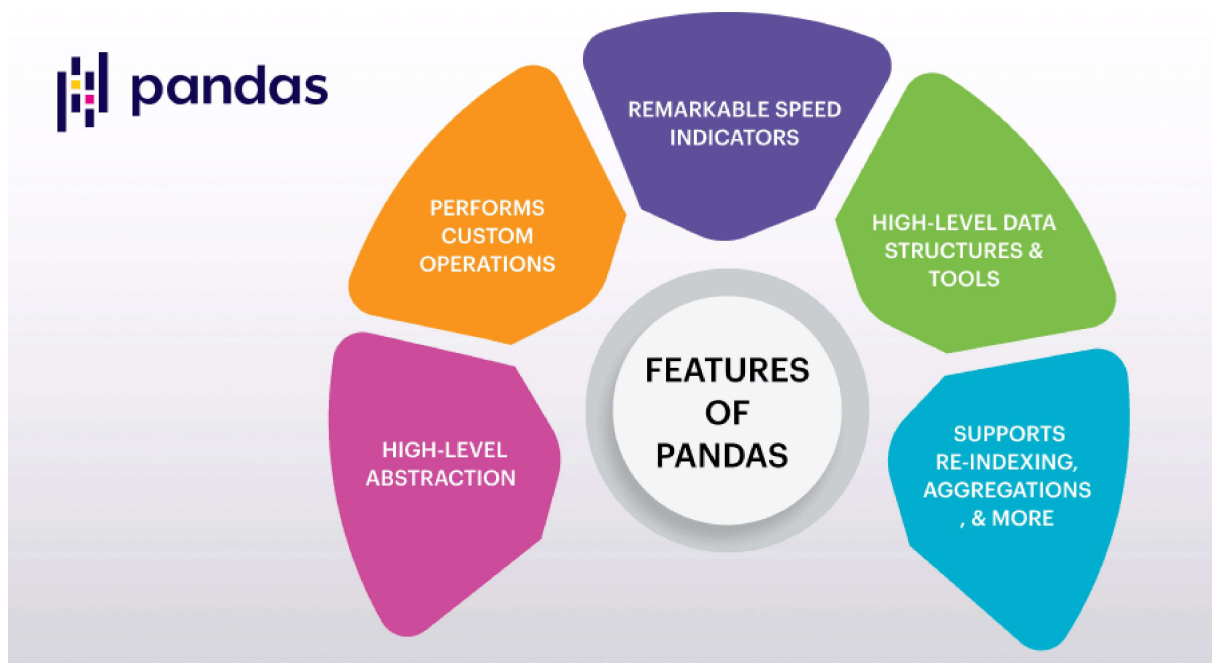 pandas
REMARKABLE SPEED
INDICATORS
PERFORMS
CUSTOM
OPERATIONS
HIGH-LEVEL DATA
STRUCTURES &
TOOLS
FEATURES
OF
PANDAS
HIGH-LEVEL
ABSTRACTION
SUPPORTS
RE-INDEXING,
AGGREGATIONS
, & MORE